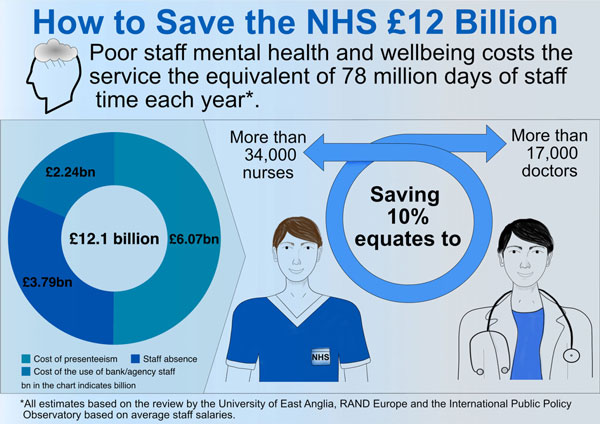 How to Save the NHS £12 Billion
Poor staff mental health and wellbeing costs the
service the equivalent of 78 million days of staff
time each year*.
£2.24bn
£12.1 billion
£6.07bn
£3.79bn
Cost of presenteeism
Staff absence
Cost of the use of bank/agency staff
bn in the chart indicates billion
More than
34,000
nurses
More than
17,000
doctors
Saving
10%
equates to
NHS
*All estimates based on the review by the University of East Anglia, RAND Europe and the International Public Policy
Observatory based on average staff salaries.